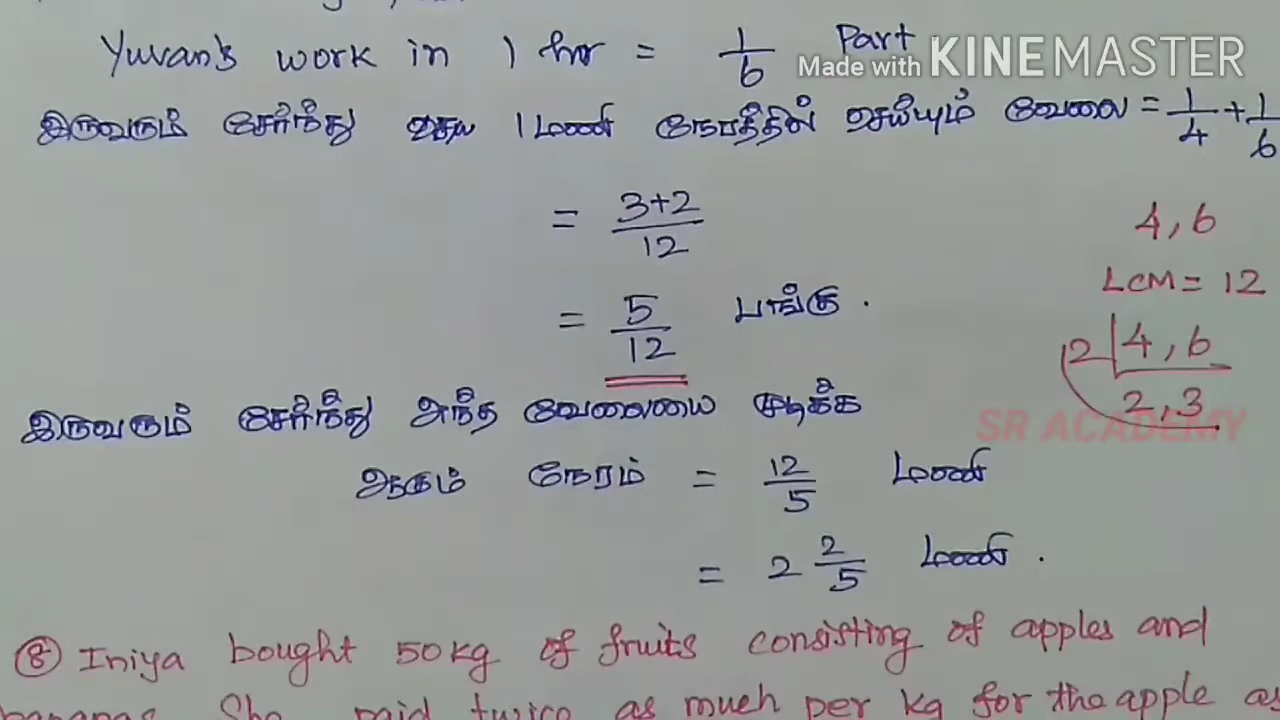 Yuvan's work in 1 hr = 1/6 Part
Made with KINEMASTER
இருவரும் சேர்ந்து 1 மணி நேரத்தில் செய்யும் வேலை = 1/4 + 1/6
= 3+2/12
4, 6
LCM = 12
= 5/12 பங்கு.
2 | 4, 6
2, 3
SR ACADEMY
இருவரும் சேர்ந்து அந்த வேலையை முடிக்க
ஆகும் நேரம் = 12/5 மணி
= 2 2/5 மணி.
8 Iniya bought 50 kg of fruits consisting of apples and
bananas. She paid twice as much per kg for the apple as